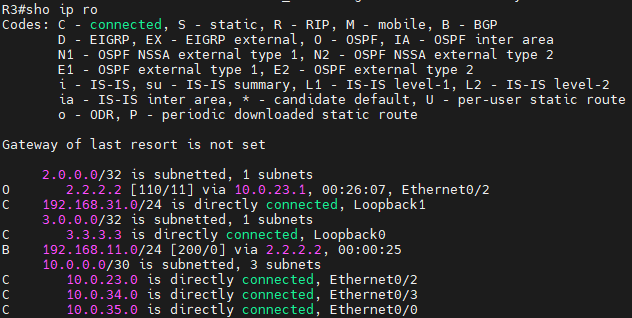 R3#sho ip ro
Codes: C - connected, S - static, R - RIP, M - mobile, B - BGP
       D - EIGRP, EX - EIGRP external, O - OSPF, IA - OSPF inter area
       N1 - OSPF NSSA external type 1, N2 - OSPF NSSA external type 2
       E1 - OSPF external type 1, E2 - OSPF external type 2
       i - IS-IS, su - IS-IS summary, L1 - IS-IS level-1, L2 - IS-IS level-2
       ia - IS-IS inter area, * - candidate default, U - per-user static route
       o - ODR, P - periodic downloaded static route

Gateway of last resort is not set

     2.0.0.0/32 is subnetted, 1 subnets
O       2.2.2.2 [110/11] via 10.0.23.1, 00:26:07, Ethernet0/2
C    192.168.31.0/24 is directly connected, Loopback1
     3.0.0.0/32 is subnetted, 1 subnets
C       3.3.3.3 is directly connected, Loopback0
B    192.168.11.0/24 [200/0] via 2.2.2.2, 00:00:25
     10.0.0.0/30 is subnetted, 3 subnets
C       10.0.23.0 is directly connected, Ethernet0/2
C       10.0.34.0 is directly connected, Ethernet0/3
C       10.0.35.0 is directly connected, Ethernet0/0